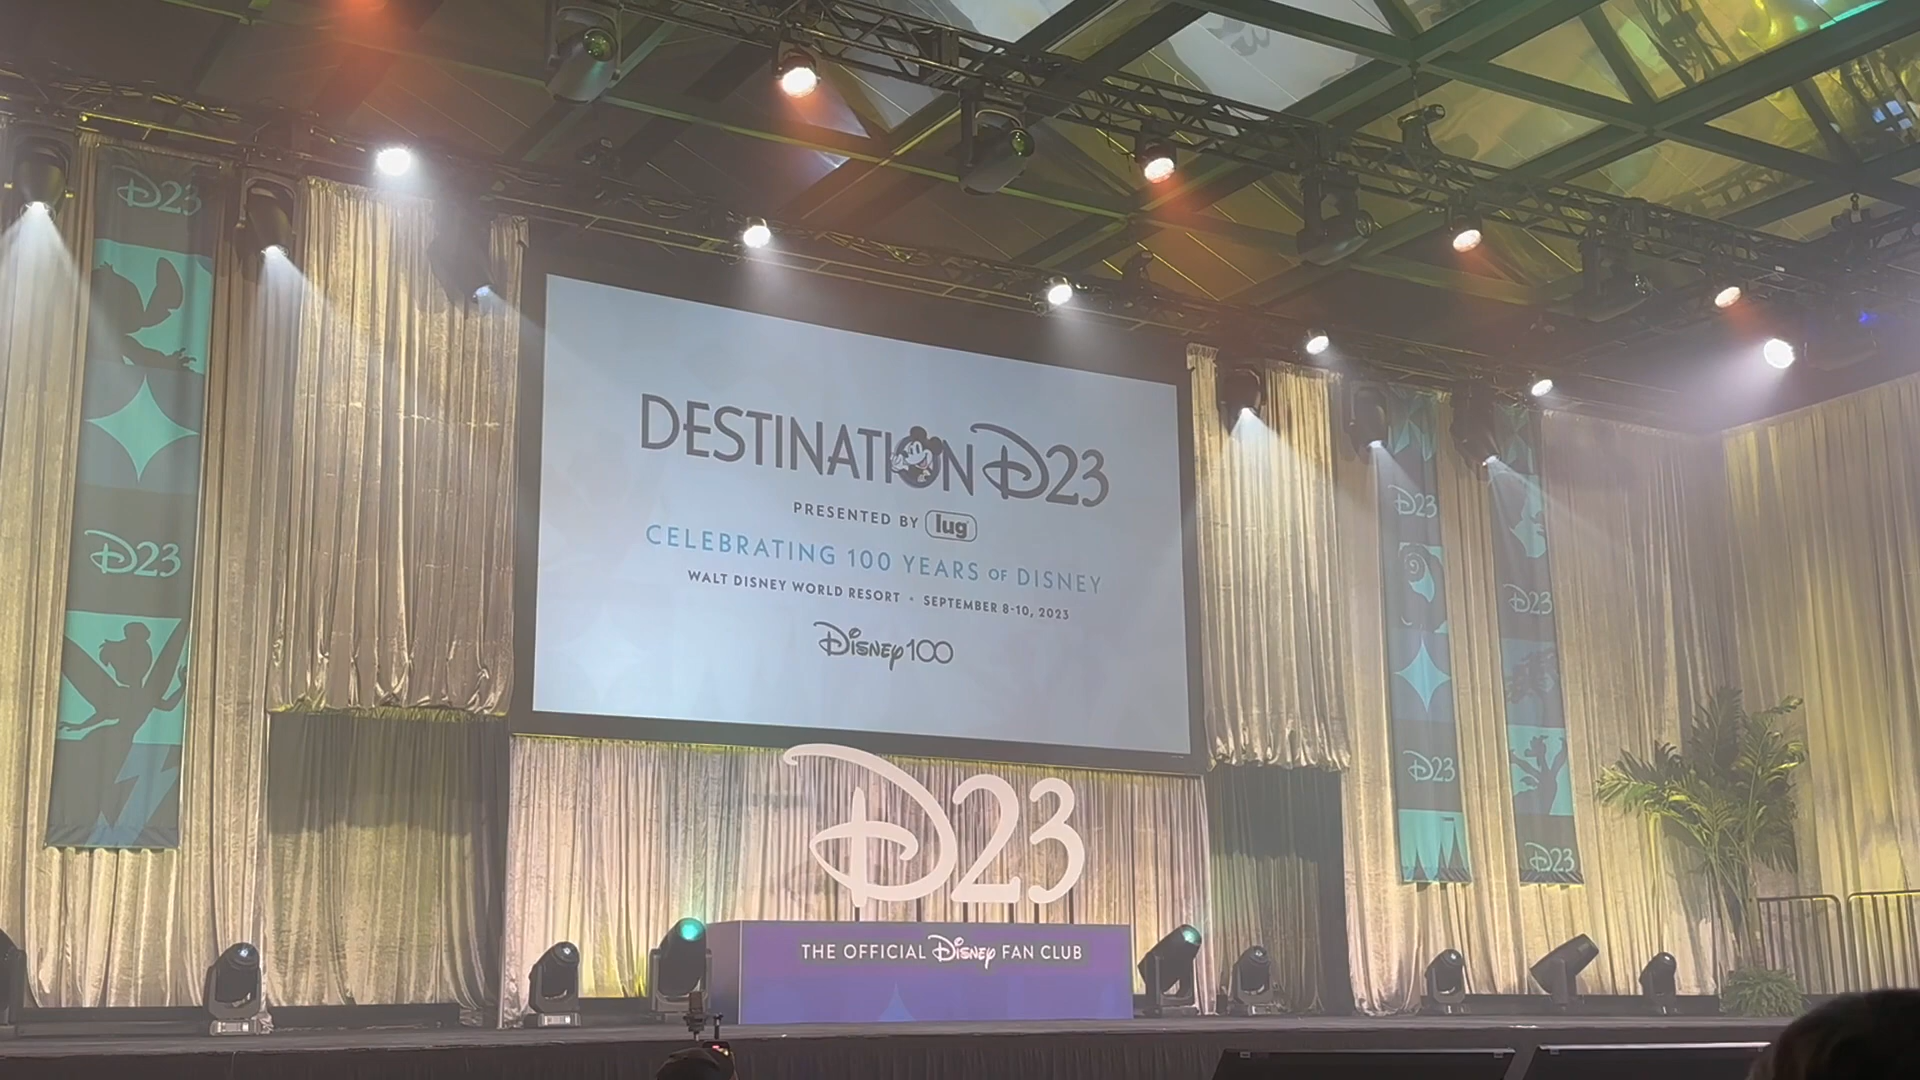 DESTINATION D23
PRESENTED BY lug
CELEBRATING 100 YEARS OF DISNEY
WALT DISNEY WORLD RESORT • SEPTEMBER 8-10, 2023
Disney100
D23
THE OFFICIAL Disney FAN CLUB
D23
D23
D23
D23
D23
D23